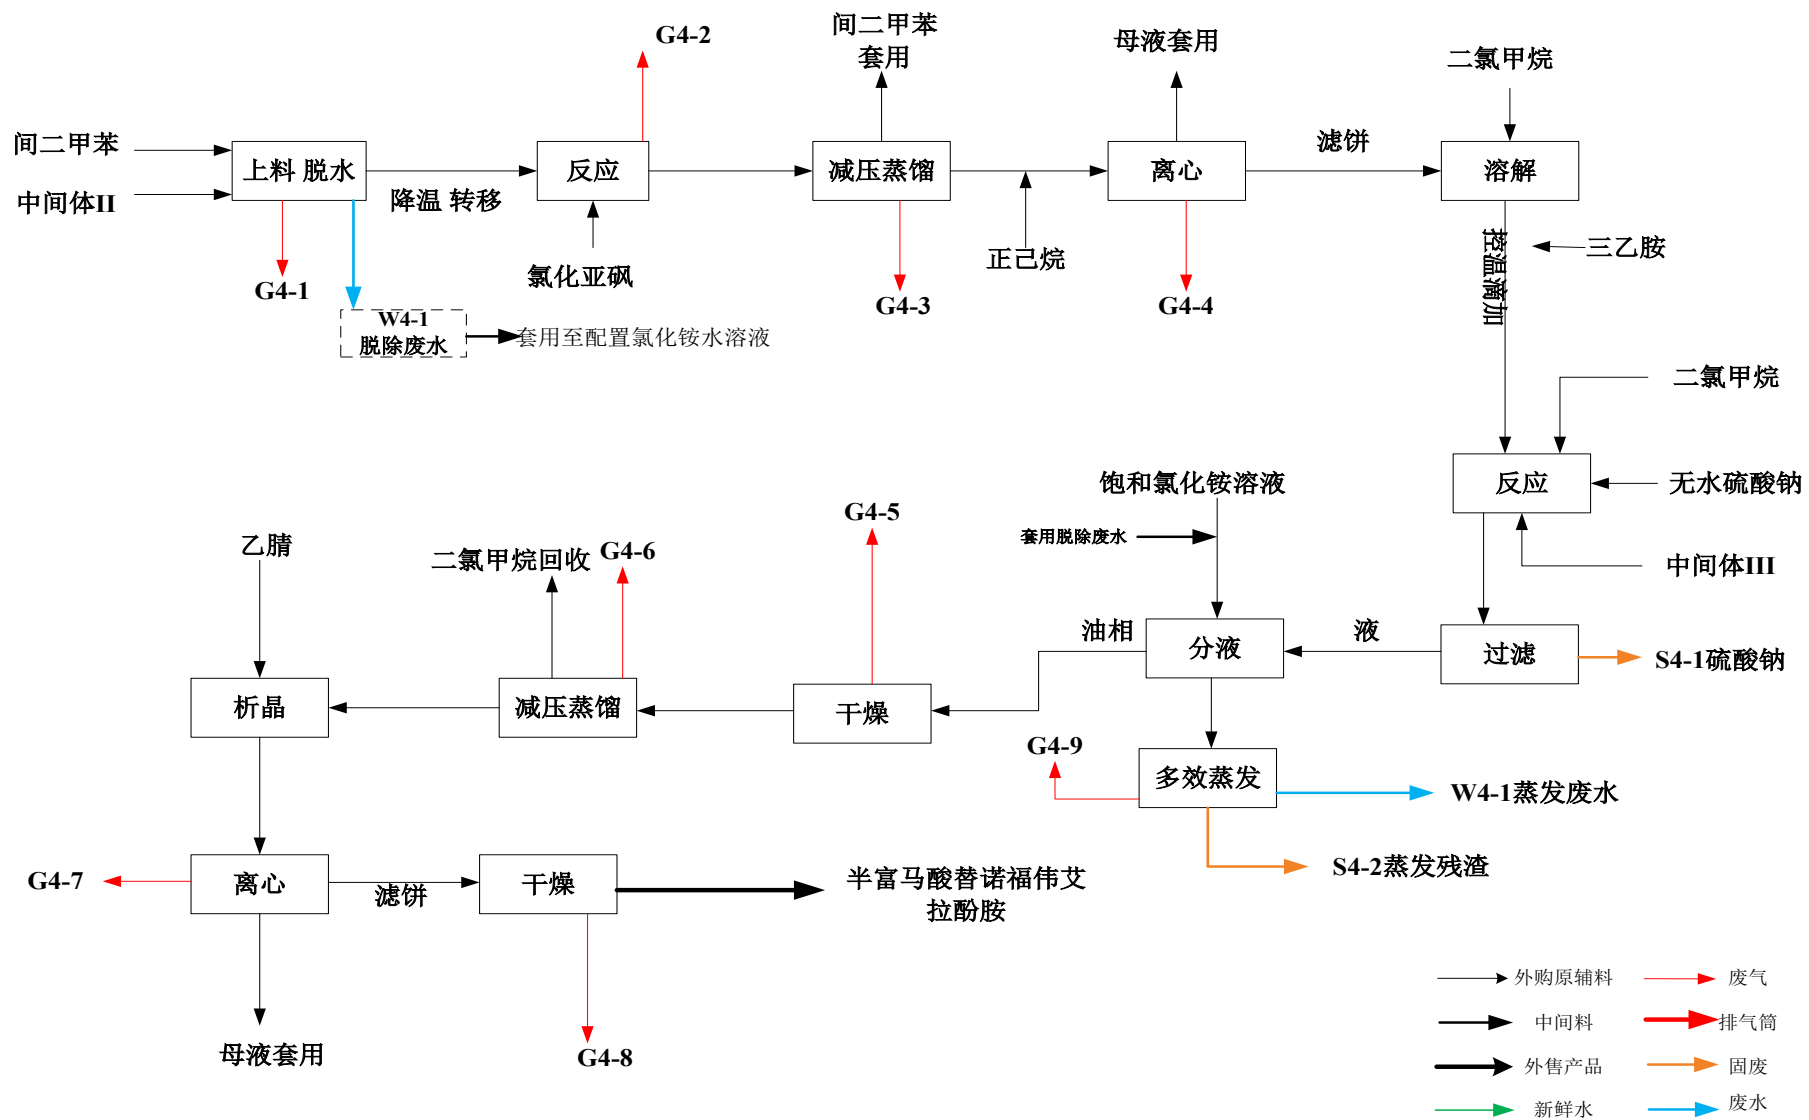 间二甲苯
套用
G4-2
母液套用
二氯甲烷
间二甲苯
中间体II
上料 脱水
降温 转移
反应
减压蒸馏
离心
滤饼
溶解
氯化亚砜
正己烷
控温滴加
三乙胺
G4-1
G4-3
G4-4
W4-1
脱除废水
套用至配置氯化铵水溶液
二氯甲烷
反应
无水硫酸钠
中间体III
饱和氯化铵溶液
套用脱除废水
G4-5
乙腈
二氯甲烷回收
G4-6
油相
分液
液
过滤
S4-1硫酸钠
析晶
减压蒸馏
干燥
G4-9
多效蒸发
W4-1蒸发废水
S4-2蒸发残渣
G4-7
离心
滤饼
干燥
半富马酸替诺福伟艾
拉酚胺
母液套用
G4-8
外购原辅料
废气
中间料
排气筒
外售产品
固废
新鲜水
废水